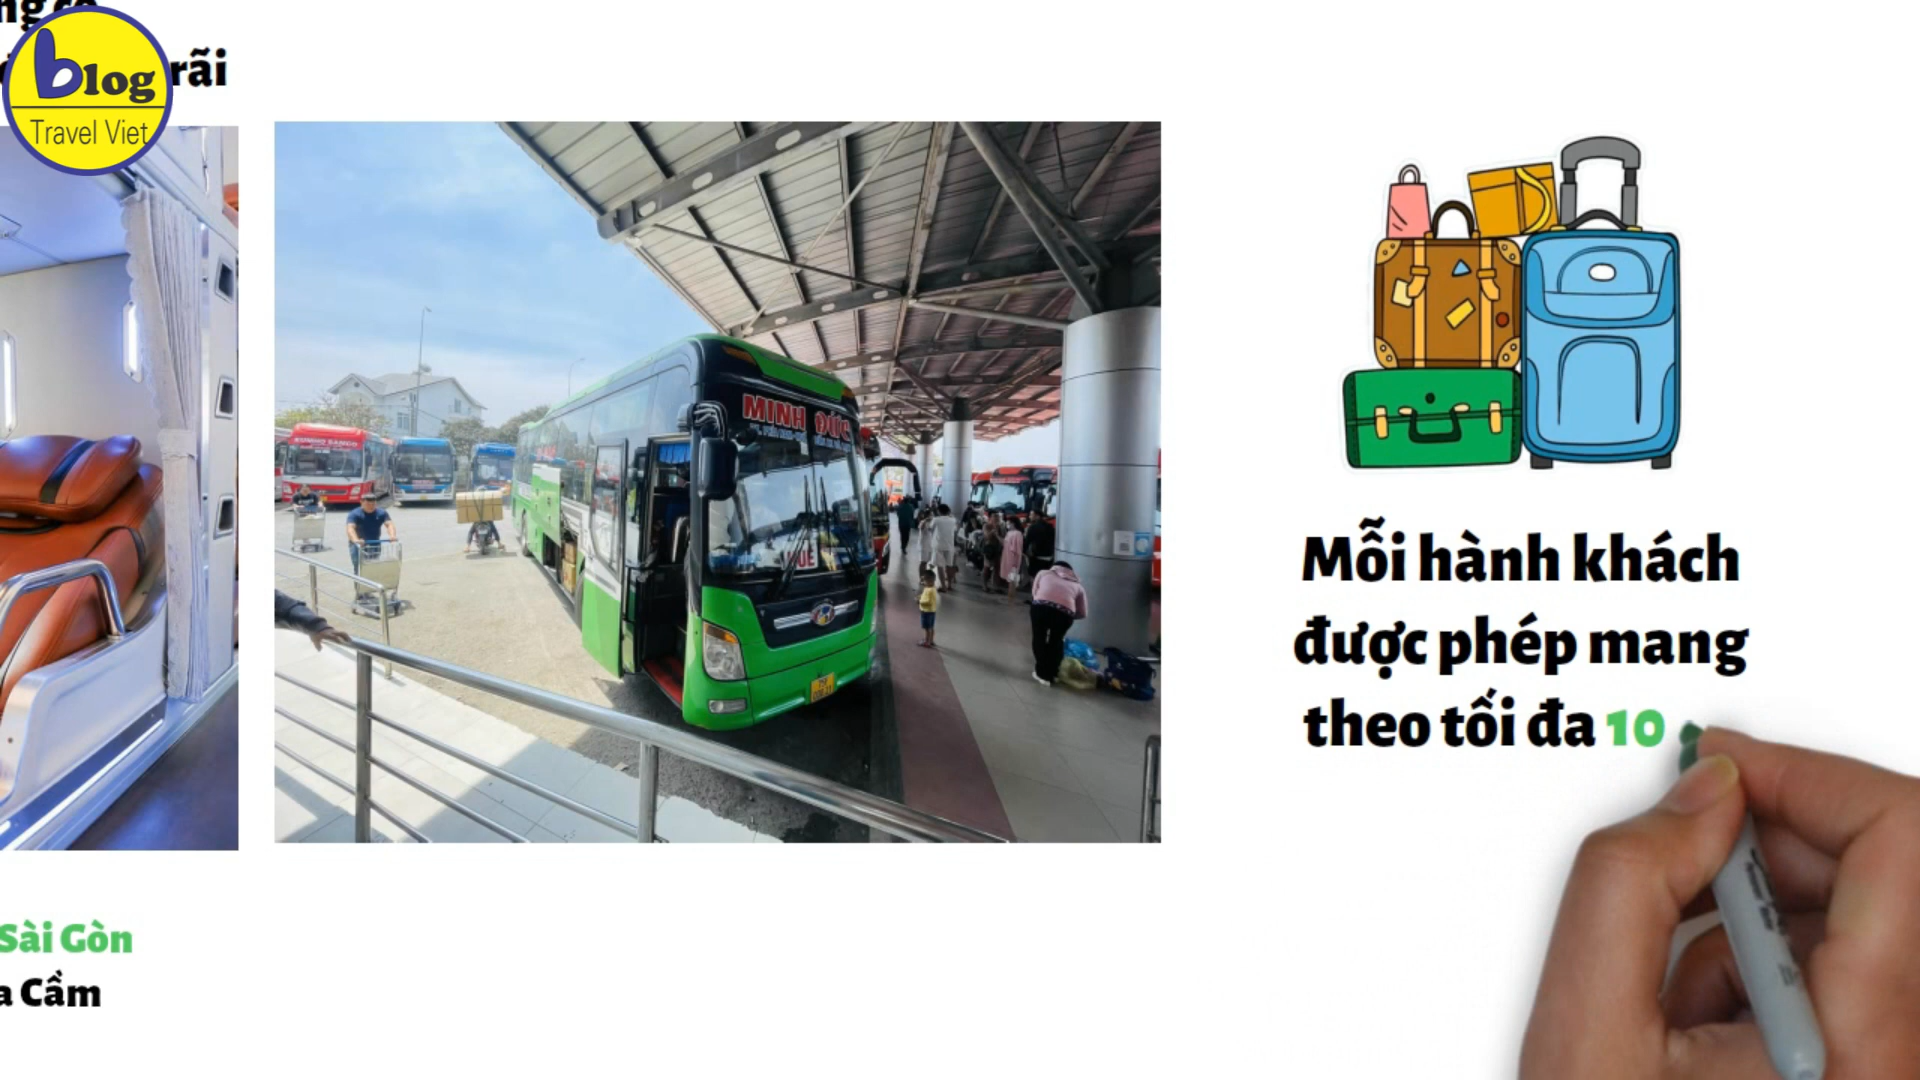 rãi
blog
Travel Viet
MINH ĐỨC
Mỗi hành khách
được phép mang
theo tối đa 10
Sài Gòn
Cầm